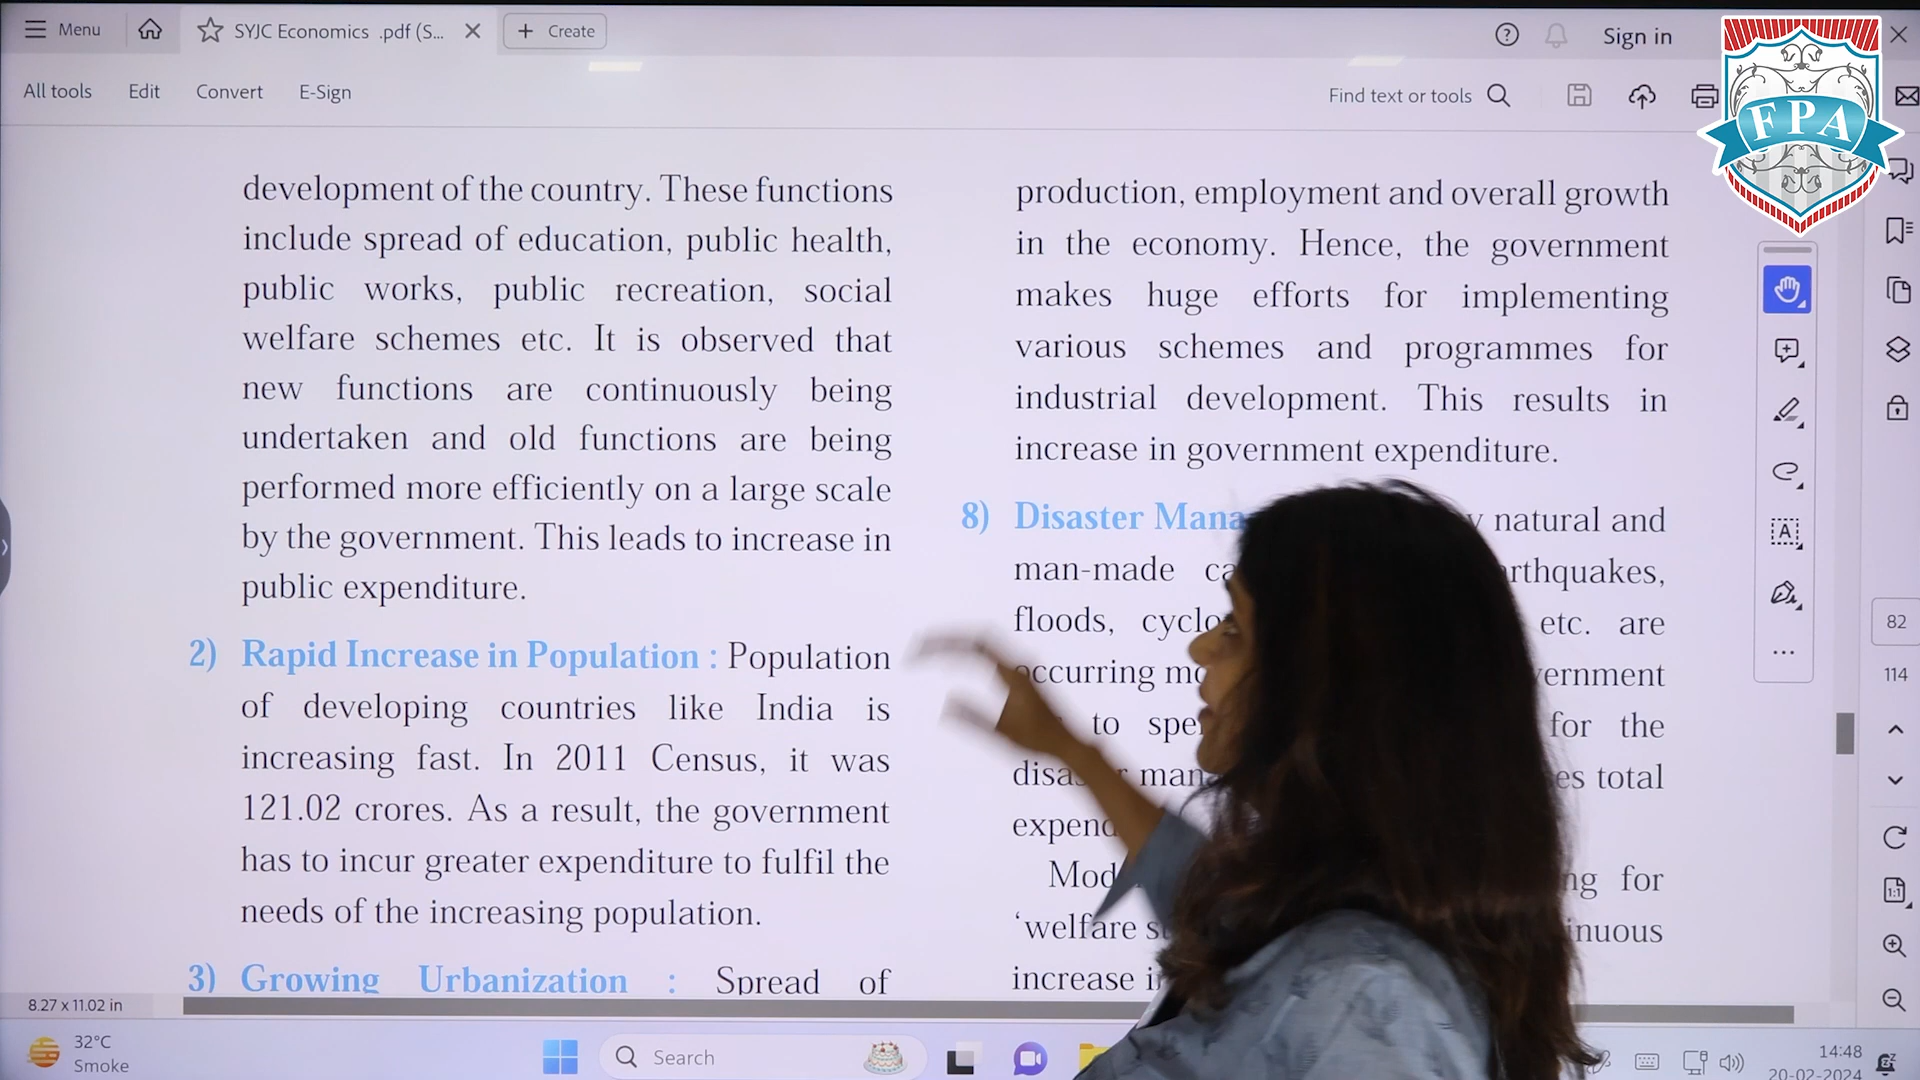 Menu
SYJC Economics .pdf (S...
Create
Sign in
All tools
Edit
Convert
E-Sign
Find text or tools
FPA
development of the country. These functions
include spread of education, public health,
public works, public recreation, social
welfare schemes etc. It is observed that
new functions are continuously being
undertaken and old functions are being
performed more efficiently on a large scale
by the government. This leads to increase in
public expenditure.
2) Rapid Increase in Population : Population
of developing countries like India is
increasing fast. In 2011 Census, it was
121.02 crores. As a result, the government
has to incur greater expenditure to fulfil the
needs of the increasing population.
3) Growing Urbanization : Spread of
production, employment and overall growth
in the economy. Hence, the government
makes huge efforts for implementing
various schemes and programmes for
industrial development. This results in
increase in government expenditure.
8) Disaster natural and
man-made
floods, etc. are
occurring
to for the
total
for
'welfare
increase
82
114
8.27 x 11.02 in
32°C
Smoke
Search
14:48
20-02-2024